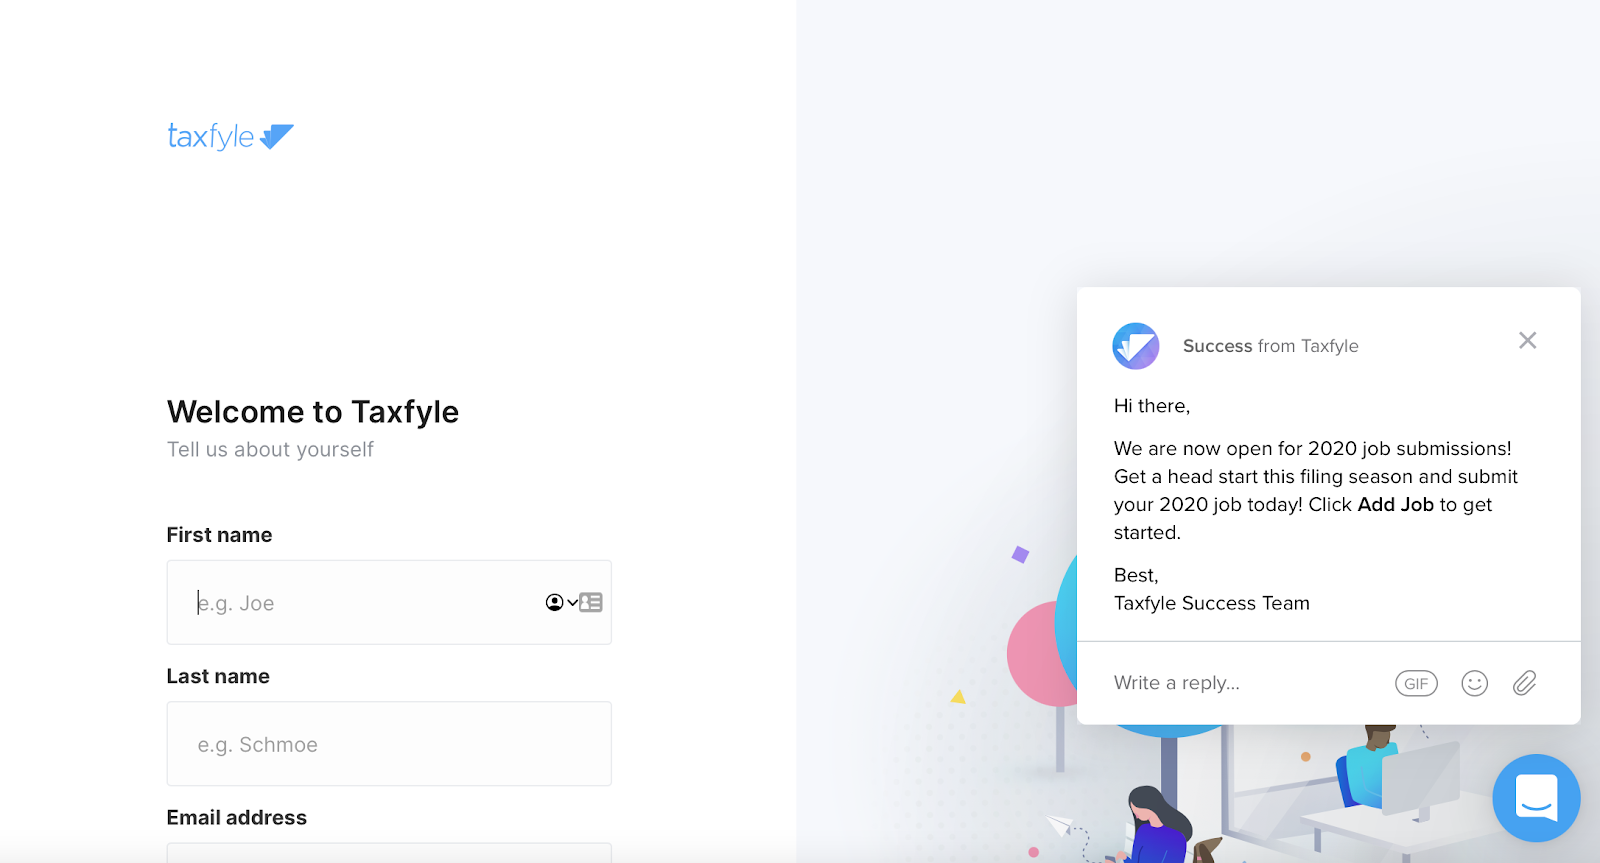 taxfyle
Welcome to Taxfyle
Tell us about yourself
First name
e.g. Joe
Last name
e.g. Schmoe
Email address
Success from Taxfyle
Hi there,
We are now open for 2020 job submissions!
Get a head start this filing season and submit
your 2020 job today! Click Add Job to get
started.
Best,
Taxfyle Success Team
Write a reply...
GIF